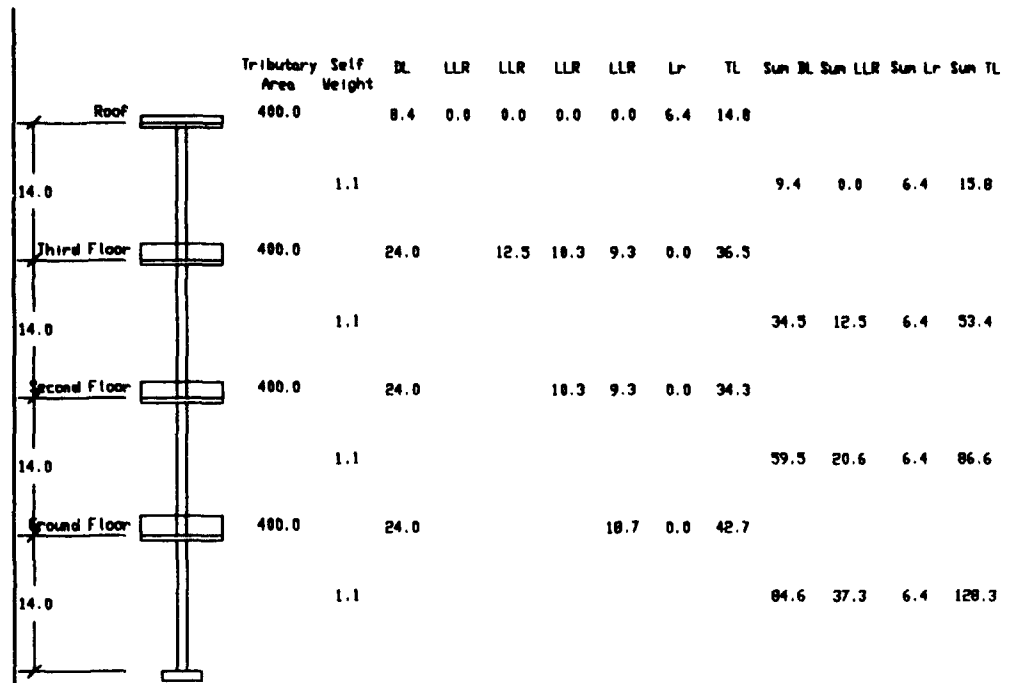 Tributary Self DL LLR LLR LLR LLR Lr TL Sum DL Sum LLR Sum Lr Sum TL
Area Weight
Roof 400.0 8.4 0.0 0.0 0.0 0.0 6.4 14.8
14.0 1.1 9.4 0.0 6.4 15.8
Third Floor 400.0 24.0 12.5 10.3 9.3 0.0 36.5
14.0 1.1 34.5 12.5 6.4 53.4
Second Floor 400.0 24.0 10.3 9.3 0.0 34.3
14.0 1.1 59.5 20.6 6.4 86.6
Ground Floor 400.0 24.0 18.7 0.0 42.7
14.0 1.1 84.6 37.3 6.4 128.3